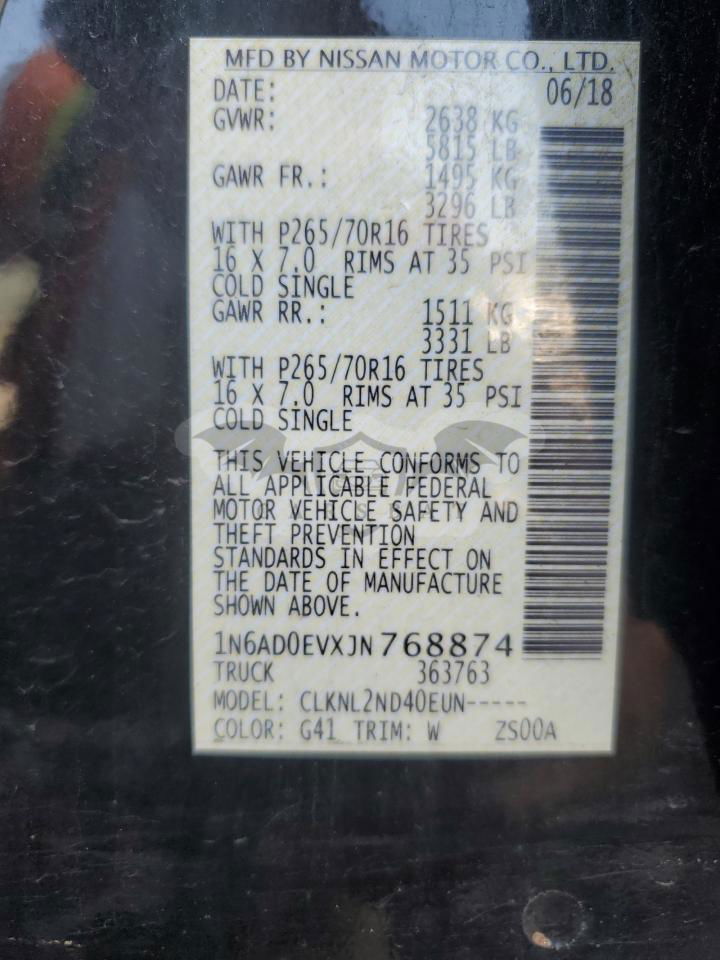 MFD BY NISSAN MOTOR CO., LTD.
DATE: 06/18
GVWR: 2638 KG
5815 LB
GAWR FR.: 1495 KG
3296 LB
WITH P265/70R16 TIRES
16 X 7.0 RIMS AT 35 PSI
COLD SINGLE
GAWR RR.: 1511 KG
3331 LB
WITH P265/70R16 TIRES
16 X 7.0 RIMS AT 35 PSI
COLD SINGLE
THIS VEHICLE CONFORMS TO
ALL APPLICABLE FEDERAL
MOTOR VEHICLE SAFETY AND
THEFT PREVENTION
STANDARDS IN EFFECT ON
THE DATE OF MANUFACTURE
SHOWN ABOVE.
1N6AD0EVXJN768874
TRUCK 363763
MODEL: CLKNL2ND40EUN-----
COLOR: G41 TRIM: W ZS00A